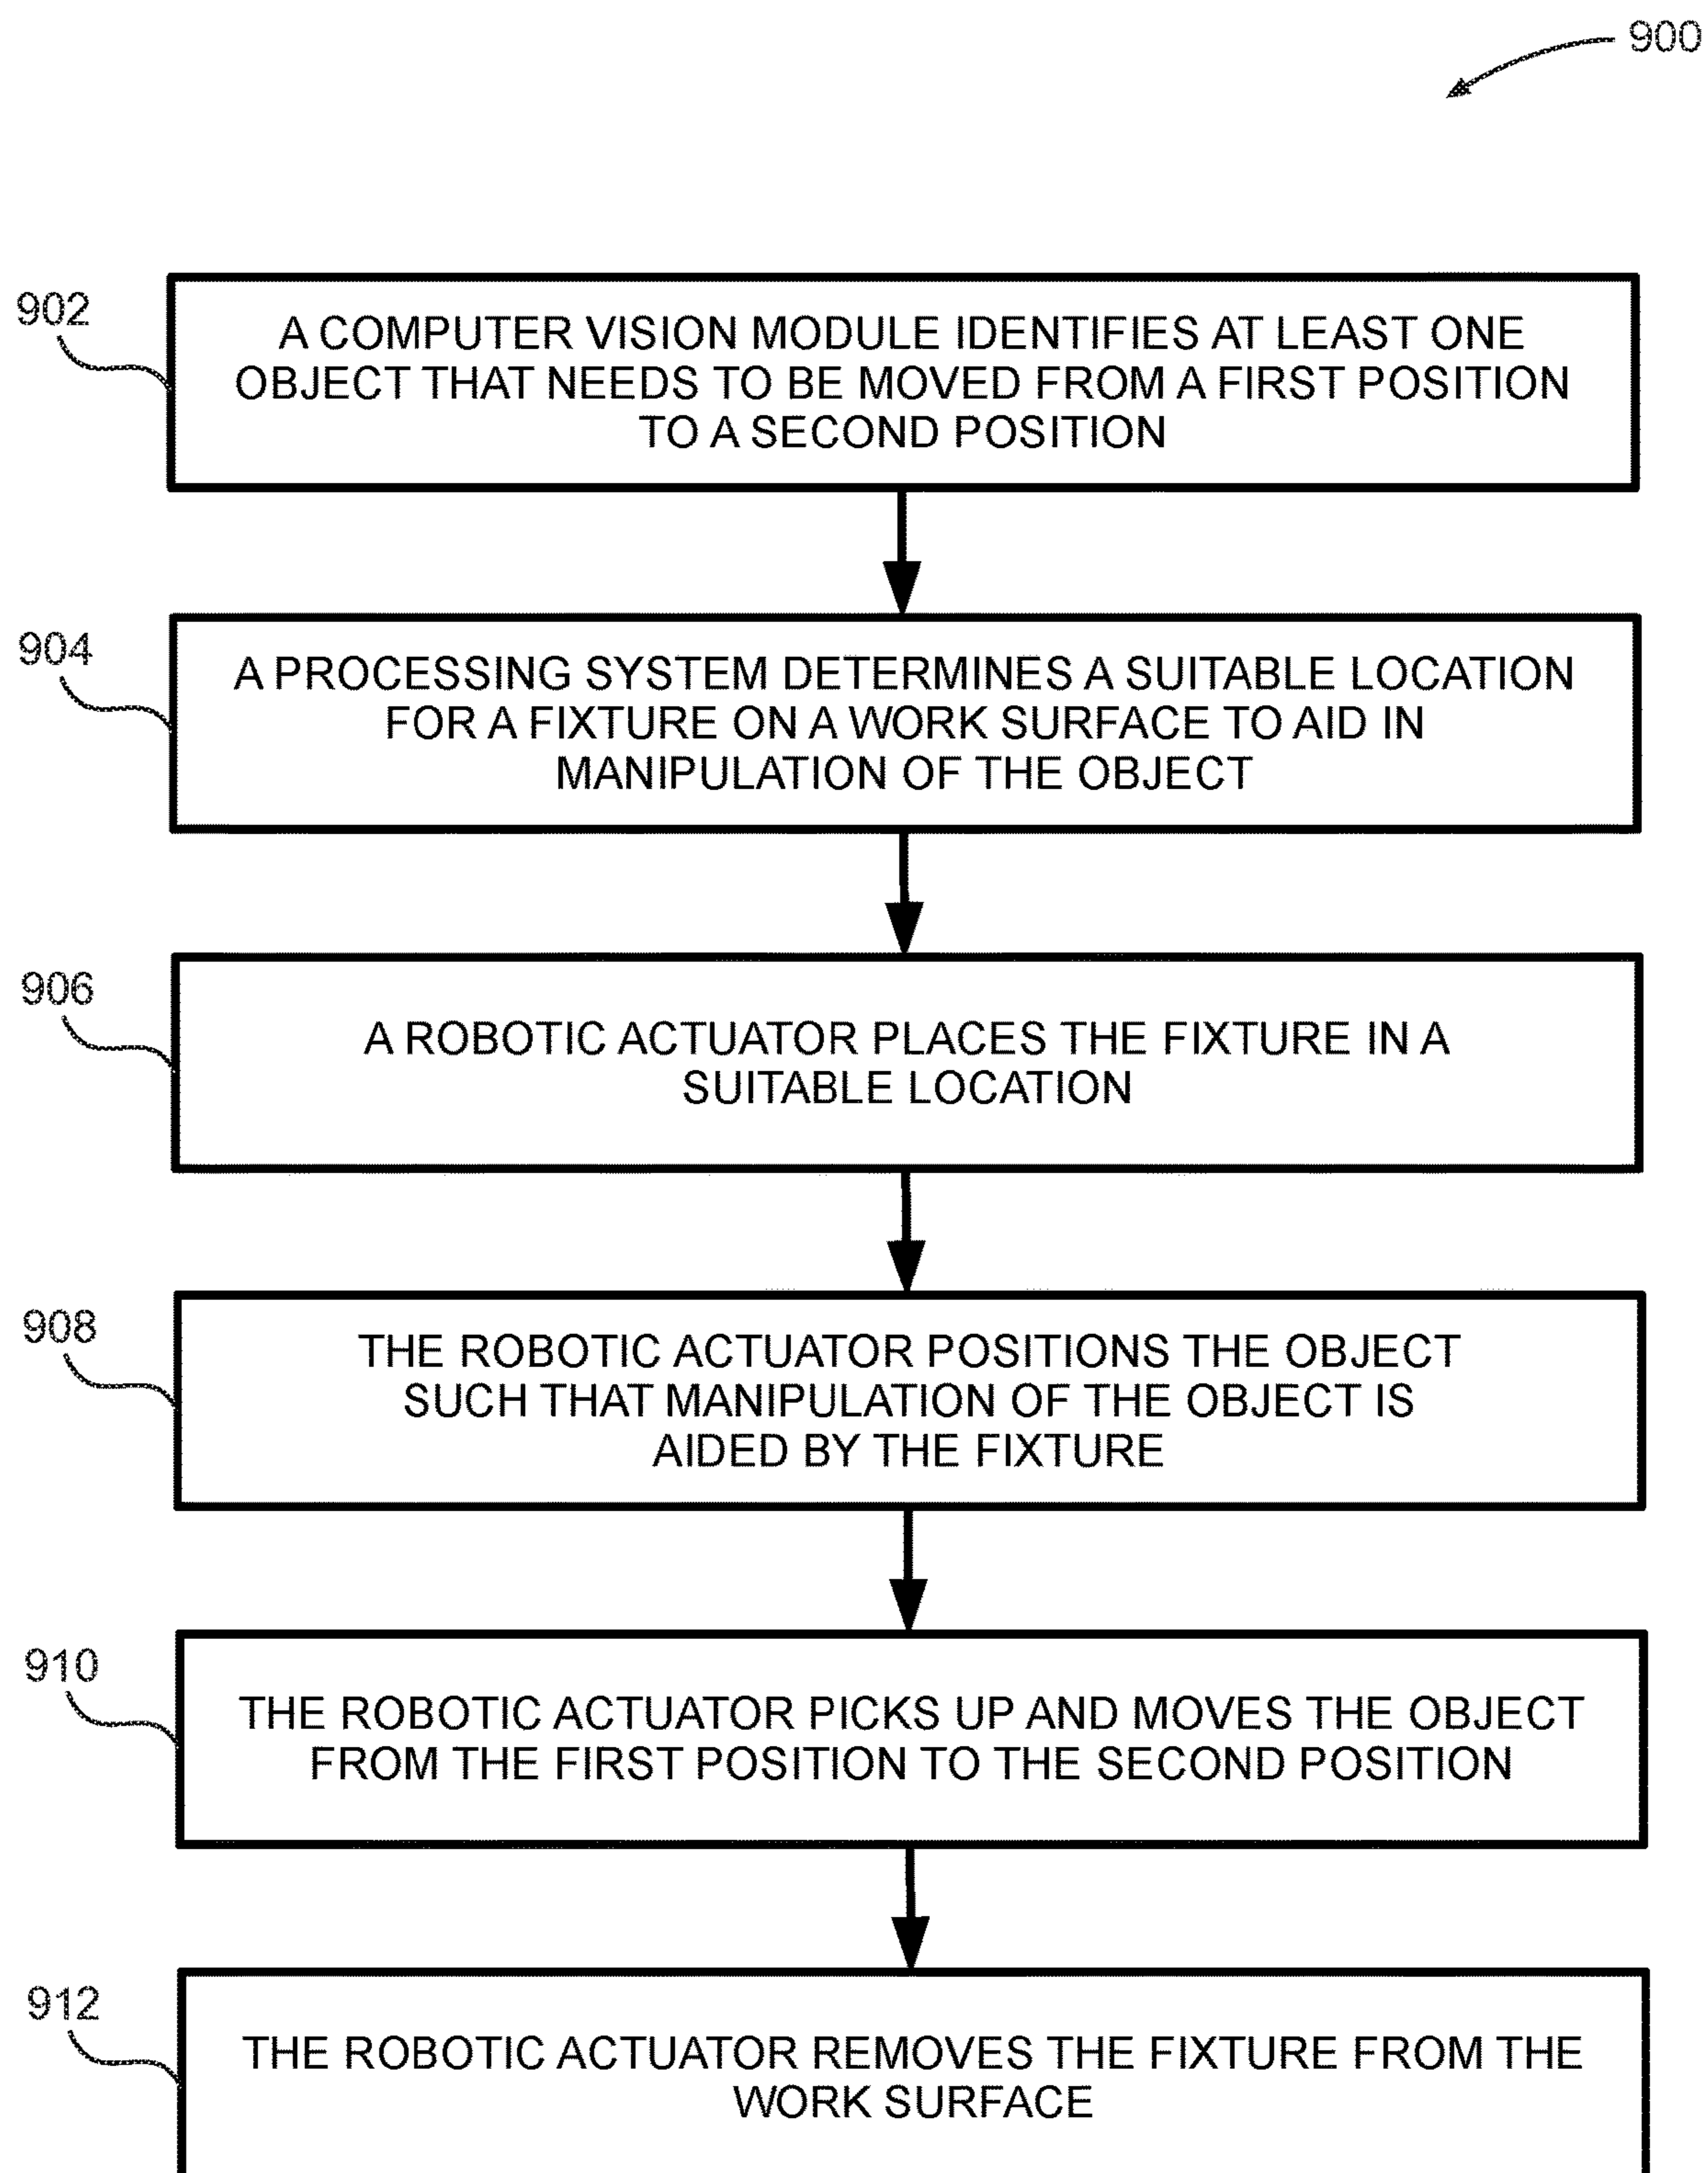 900
902
A COMPUTER VISION MODULE IDENTIFIES AT LEAST ONE
OBJECT THAT NEEDS TO BE MOVED FROM A FIRST POSITION
TO A SECOND POSITION
904
A PROCESSING SYSTEM DETERMINES A SUITABLE LOCATION
FOR A FIXTURE ON A WORK SURFACE TO AID IN
MANIPULATION OF THE OBJECT
906
A ROBOTIC ACTUATOR PLACES THE FIXTURE IN A
SUITABLE LOCATION
908
THE ROBOTIC ACTUATOR POSITIONS THE OBJECT
SUCH THAT MANIPULATION OF THE OBJECT IS
AIDED BY THE FIXTURE
910
THE ROBOTIC ACTUATOR PICKS UP AND MOVES THE OBJECT
FROM THE FIRST POSITION TO THE SECOND POSITION
912
THE ROBOTIC ACTUATOR REMOVES THE FIXTURE FROM THE
WORK SURFACE